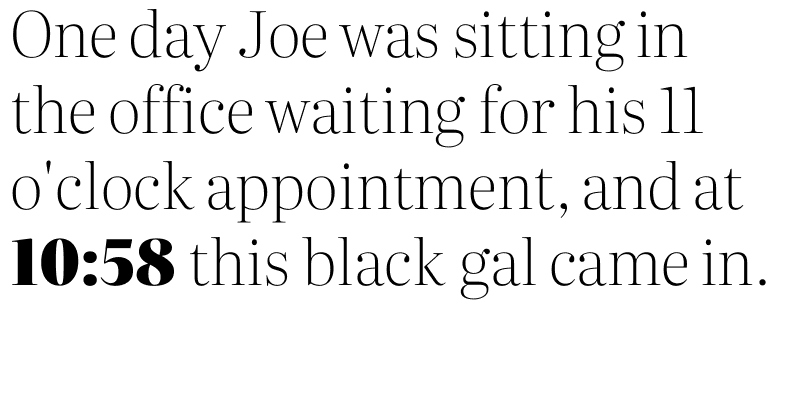 One day Joe was sitting in
the office waiting for his 11
o'clock appointment, and at
10:58 this black gal came in.